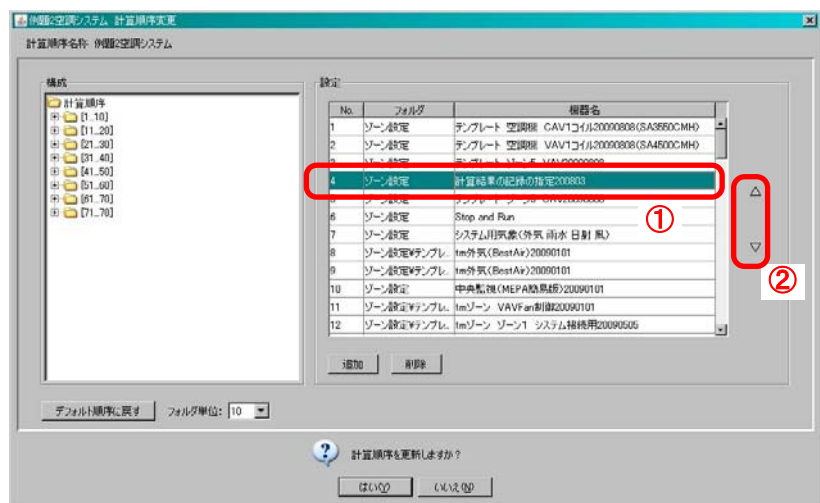 例題2空調システム 計算順序変更
計算順序名称 例題2空調システム
構成
計算順序
[1..10]
[11..20]
[21..30]
[31..40]
[41..50]
[51..60]
[61..70]
[71..70]
設定
No. フォルダ 機器名
1 ゾーン設定 テンプレート 空調機 CAV1コイル20090808(SA3550CMH)
2 ゾーン設定 テンプレート 空調機 VAV1コイル20090808(SA4500CMH)
4 ゾーン設定 計算結果の記録の指定200803
6 ゾーン設定 Stop and Run
7 ゾーン設定 システム用気象(外気 雨水 日射 風)
8 ゾーン設定¥テンプレ.. tm外気(BestAir)20090101
9 ゾーン設定¥テンプレ.. tm外気(BestAir)20090101
10 ゾーン設定 中央監視(MEPA簡易版)20090101
11 ゾーン設定¥テンプレ.. tmゾーン VAVFan制御20090101
12 ゾーン設定¥テンプレ.. tmゾーン ゾーン1 システム接続用20090505
①
△
▽
②
追加 削除
デフォルト順序に戻す フォルダ単位: 10
計算順序を更新しますか?
はい(Y) いいえ(N)